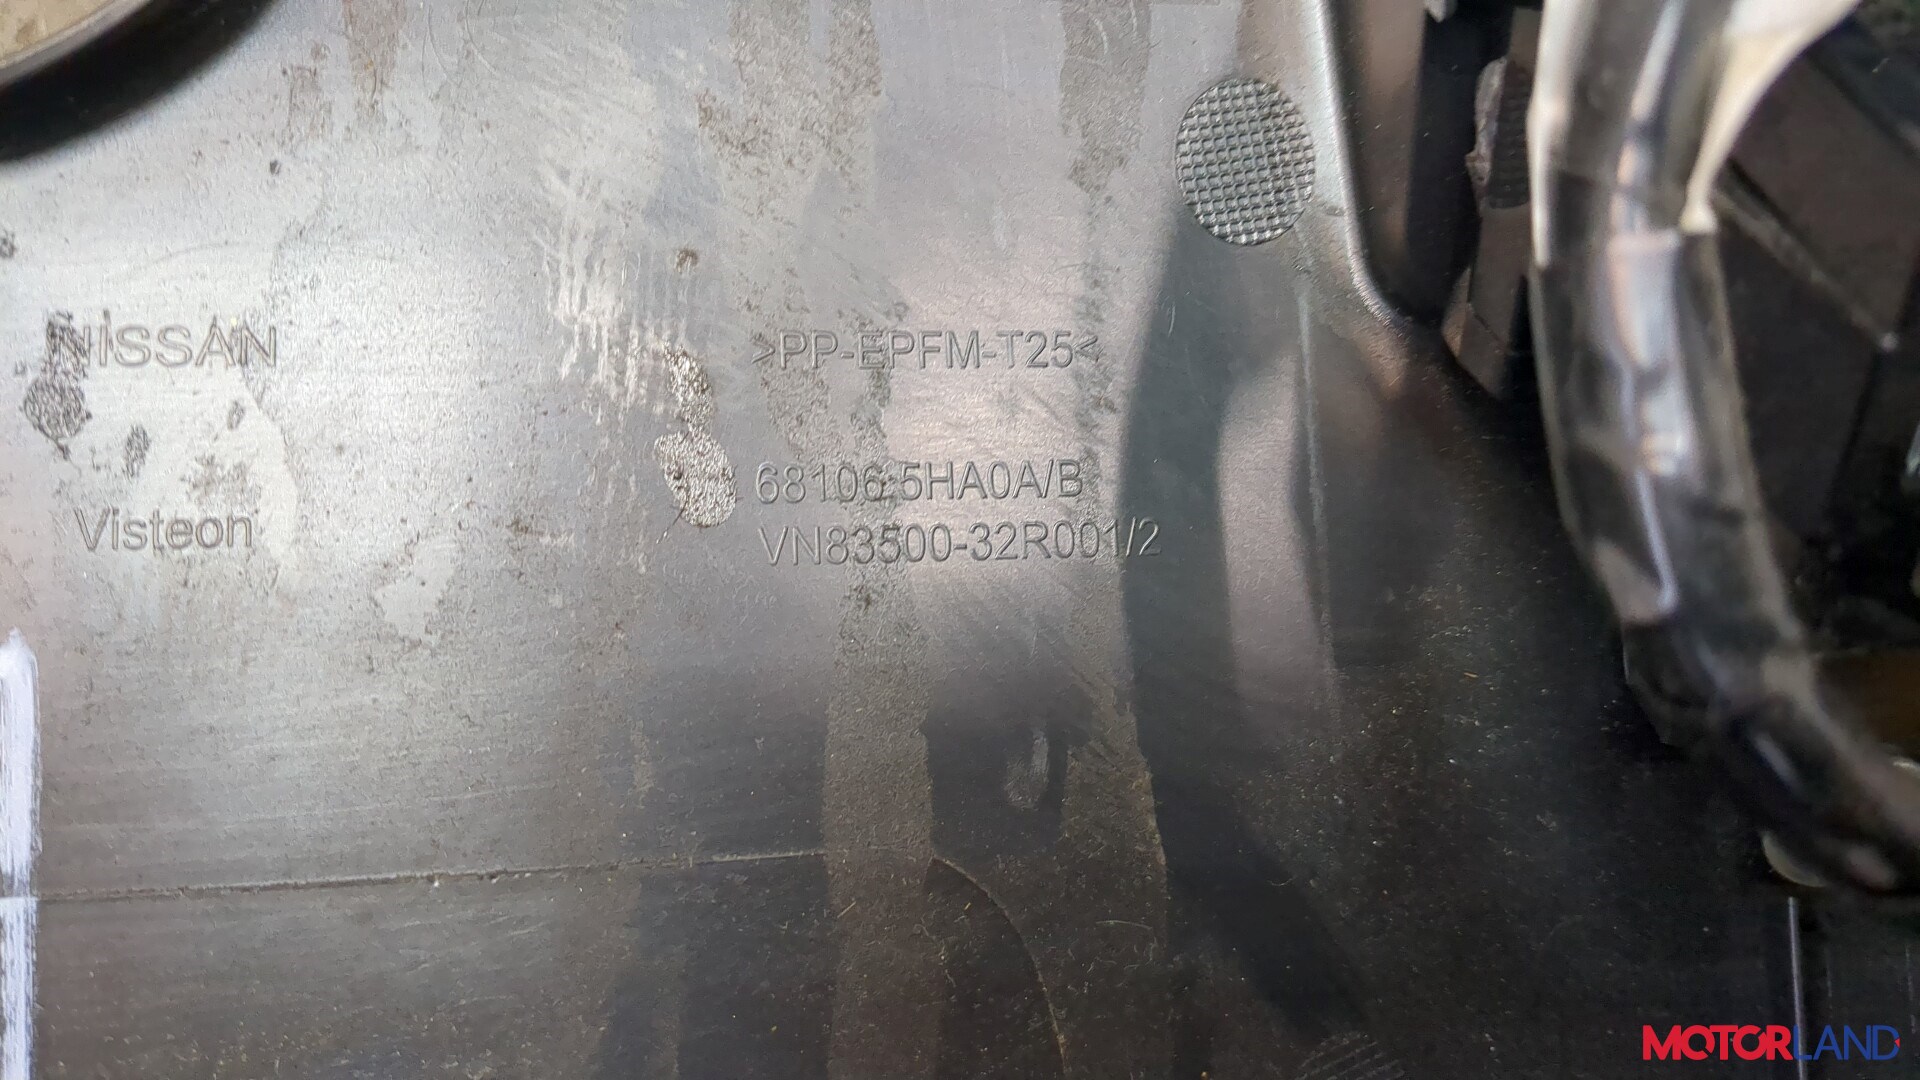 NISSAN
>PP-EPFM-T25<
68106 5HA0A/B
Visteon
VN83500-32R001/2
MOTORLAND